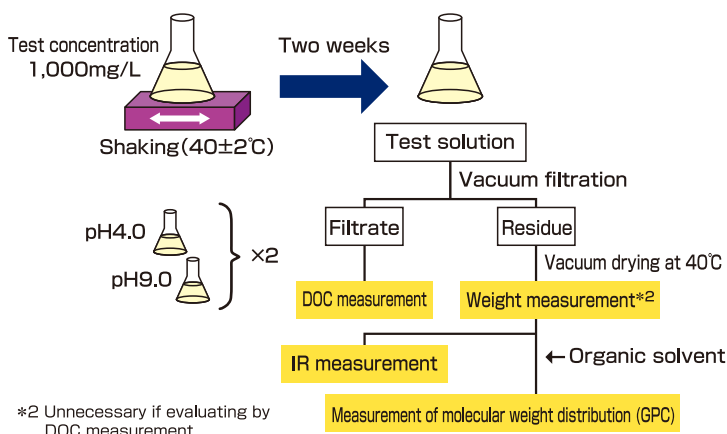 Test concentration
1,000mg/L
Two weeks
Shaking(40±2℃)
Test solution
Vacuum filtration
Filtrate
Residue
pH4.0
pH9.0
×2
Vacuum drying at 40℃
DOC measurement
Weight measurement*2
IR measurement
←Organic solvent
Measurement of molecular weight distribution (GPC)
*2 Unnecessary if evaluating by
DOC measurement